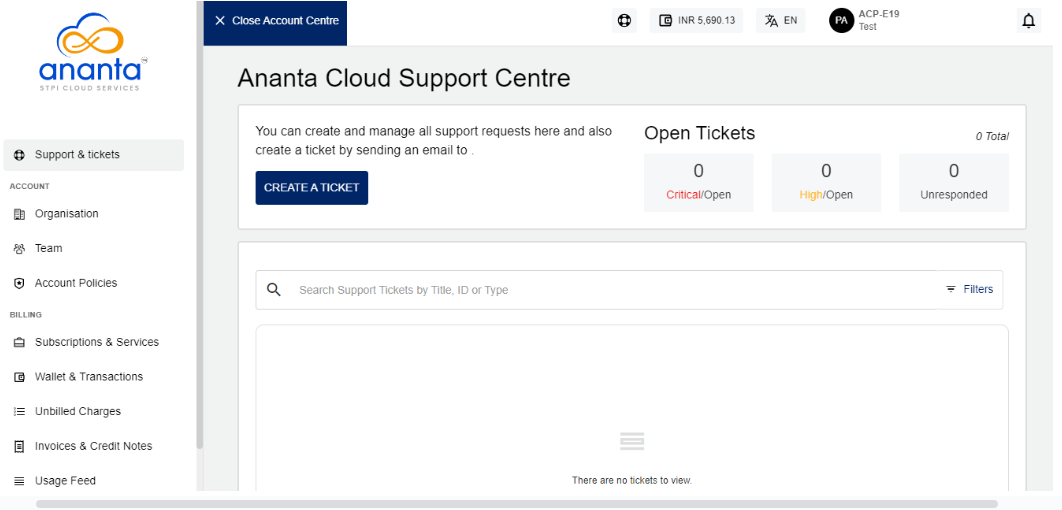 ananta
STPI CLOUD SERVICES
Support & tickets
ACCOUNT
Organisation
Team
Account Policies
BILLING
Subscriptions & Services
Wallet & Transactions
Unbilled Charges
Invoices & Credit Notes
Usage Feed
Close Account Centre
INR 5,690.13
EN
PA
ACP-E19
Test
Ananta Cloud Support Centre
You can create and manage all support requests here and also
create a ticket by sending an email to .
CREATE A TICKET
Open Tickets
0 Total
0
Critical/Open
0
High/Open
0
Unresponded
Search Support Tickets by Title, ID or Type
Filters
There are no tickets to view.